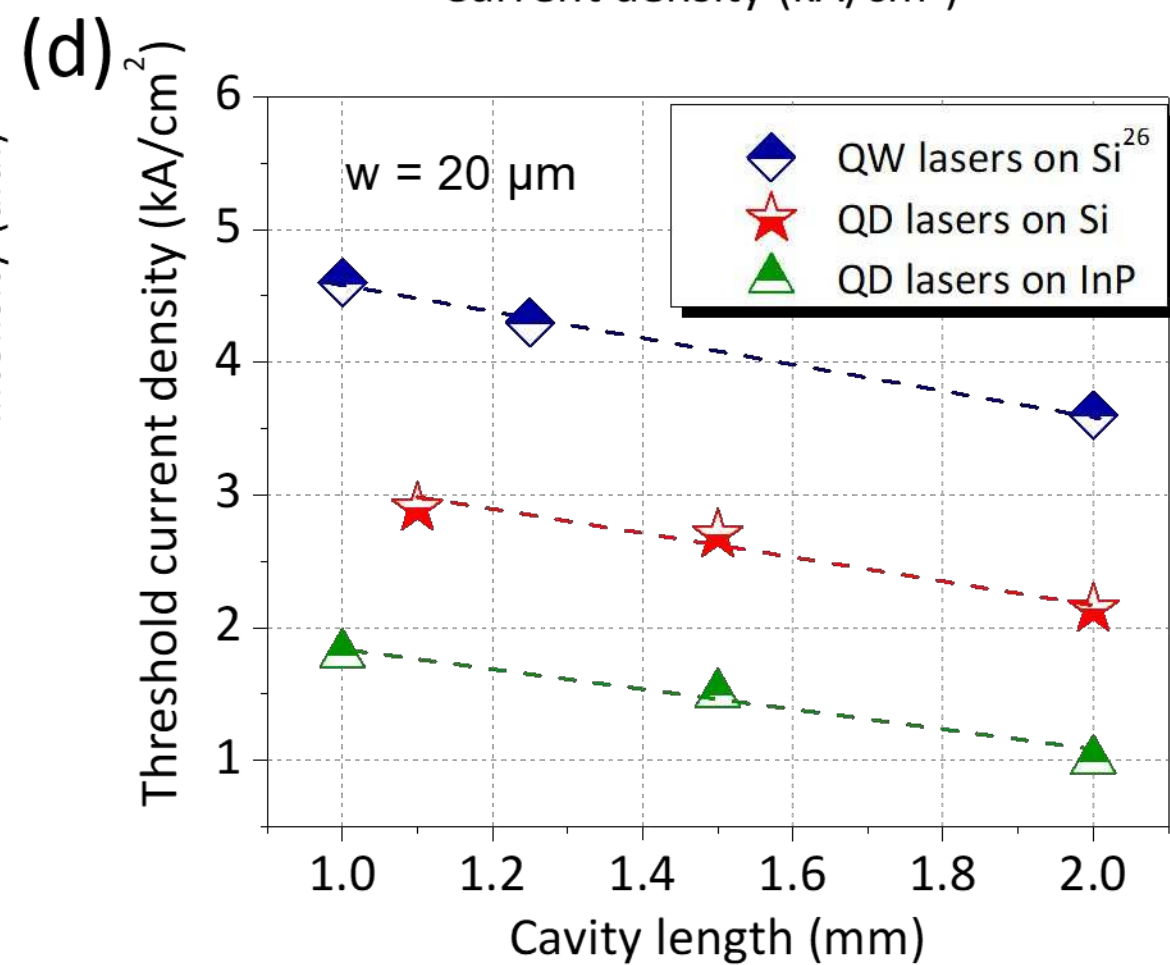 (d)
Threshold current density (kA/cm²)
6
5
4
3
2
1
w = 20 μm
QW lasers on Si²⁶
QD lasers on Si
QD lasers on InP
1.0 1.2 1.4 1.6 1.8 2.0
Cavity length (mm)